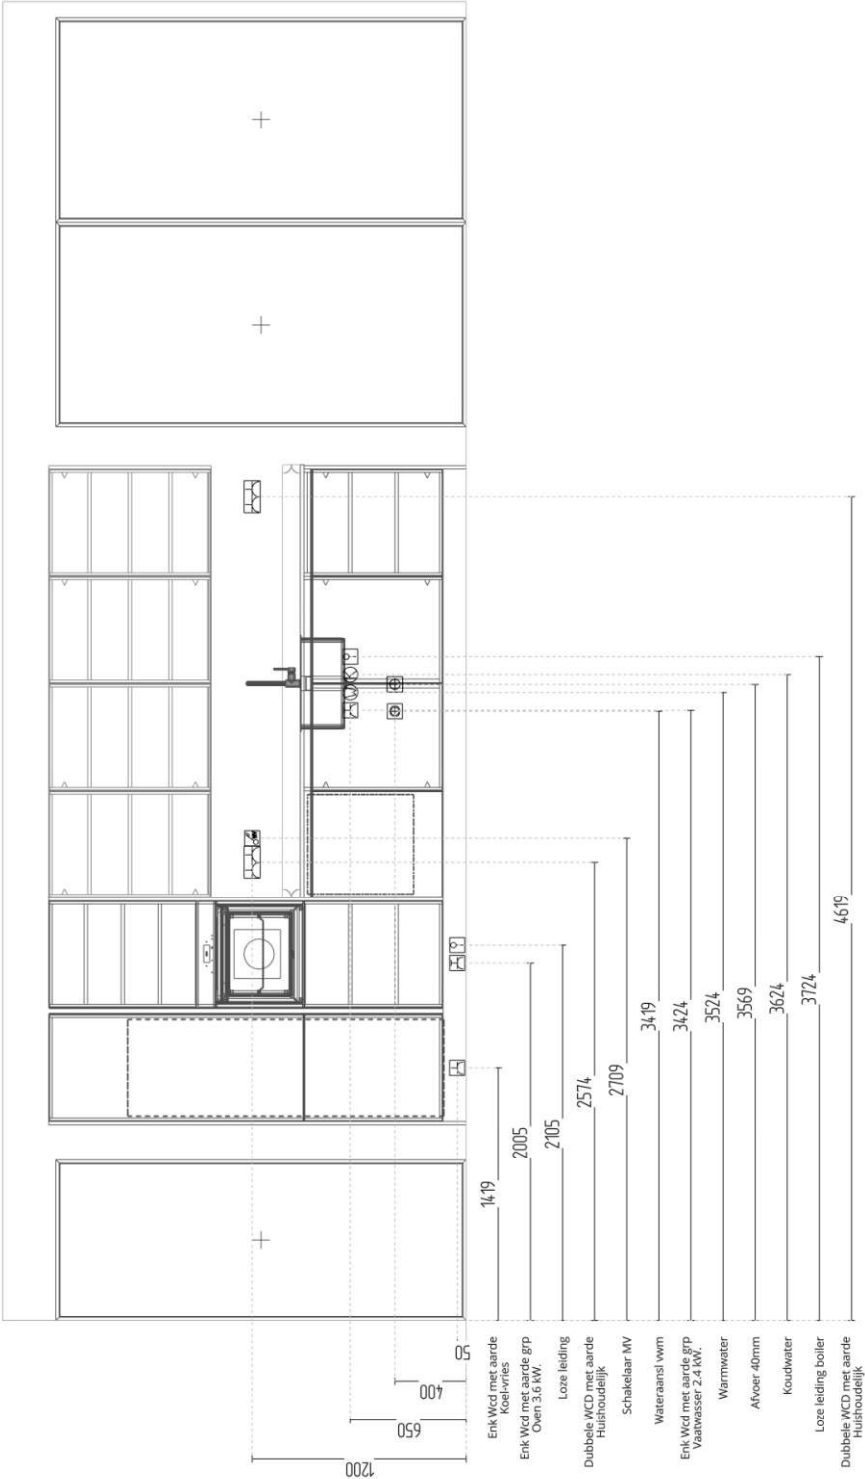 50
400
650
1200
Enk Wcd met aarde
Koel-vries
1419
Enk Wcd met aarde grp
Oven 3.6 kW.
2005
Loze leiding
2105
Dubbele WCD met aarde
Huishoudelijk
2574
Schakelaar MV
2709
Wateraansl vwm
3419
Enk Wcd met aarde grp
Vaatwasser 2.4 kW.
3424
Warmwater
3524
Afvoer 40mm
3569
Koudwater
3624
Loze leiding boiler
3724
Dubbele WCD met aarde
Huishoudelijk
4619